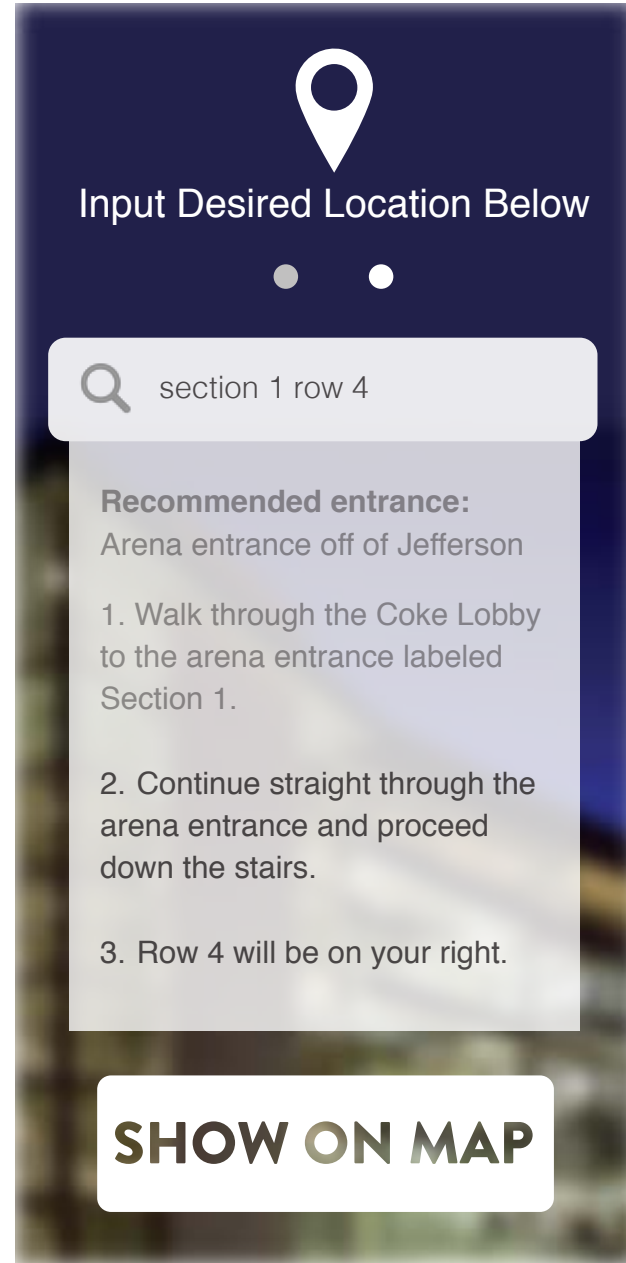 Input Desired Location Below
section 1 row 4
Recommended entrance:
Arena entrance off of Jefferson
1. Walk through the Coke Lobby
to the arena entrance labeled
Section 1.
2. Continue straight through the
arena entrance and proceed
down the stairs.
3. Row 4 will be on your right.
SHOW ON MAP